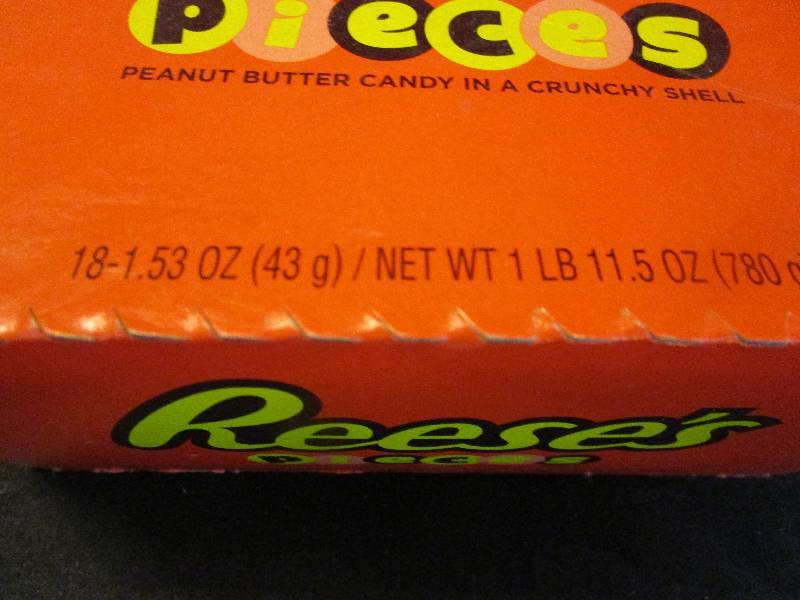 pieces
PEANUT BUTTER CANDY IN A CRUNCHY SHELL
18-1.53 OZ (43 g) / NET WT 1 LB 11.5 OZ (780 g
Reese's
pieces